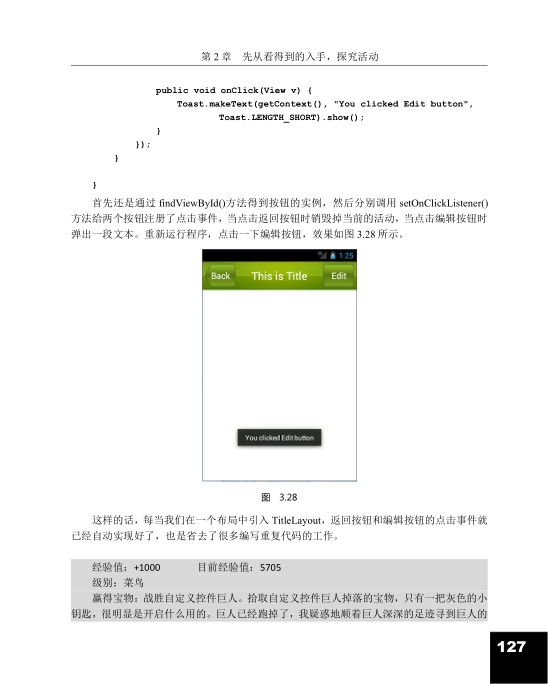 第 2 章 先从看得到的入手，探究活动
public void onClick(View v) {
Toast.makeText(getContext(), "You clicked Edit button",
Toast.LENGTH_SHORT).show();
}
});
}
}
首先还是通过 findViewById()方法得到按钮的实例，然后分别调用 setOnClickListener()
方法给两个按钮注册了点击事件，当点击返回按钮时销毁掉当前的活动，当点击编辑按钮时
弹出一段文本。重新运行程序，点击一下编辑按钮，效果如图 3.28 所示。
1:25
Back This is Title Edit
You clicked Edit button
图 3.28
这样的话，每当我们在一个布局中引入 TitleLayout，返回按钮和编辑按钮的点击事件就
已经自动实现好了，也是省去了很多编写重复代码的工作。
经验值：+1000 目前经验值：5705
级别：菜鸟
赢得宝物：战胜自定义控件巨人。拾取自定义控件巨人掉落的宝物，只有一把灰色的小
钥匙，很明显是开启什么用的。巨人已经跑掉了，我疑惑地顺着巨人深深的足迹寻到巨人的
127